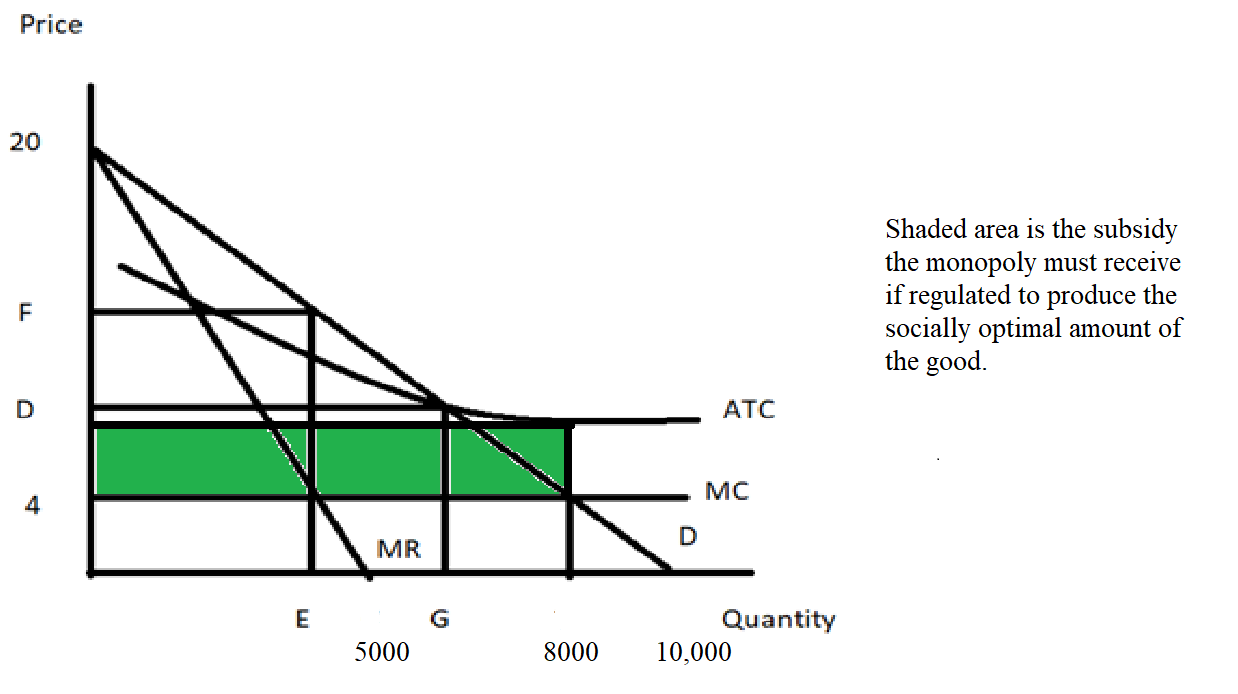 Price
20
Shaded area is the subsidy
the monopoly must receive
if regulated to produce the
socially optimal amount of
the good.
F
D
ATC
4
MC
D
MR
E
G
Quantity
5000
8000
10,000